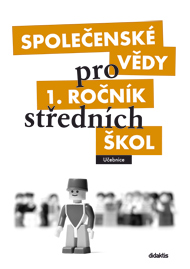 SPOLEČENSKÉ
VĚDY
pro
1. ROČNÍK
středních
ŠKOL
Učebnice
didaktis